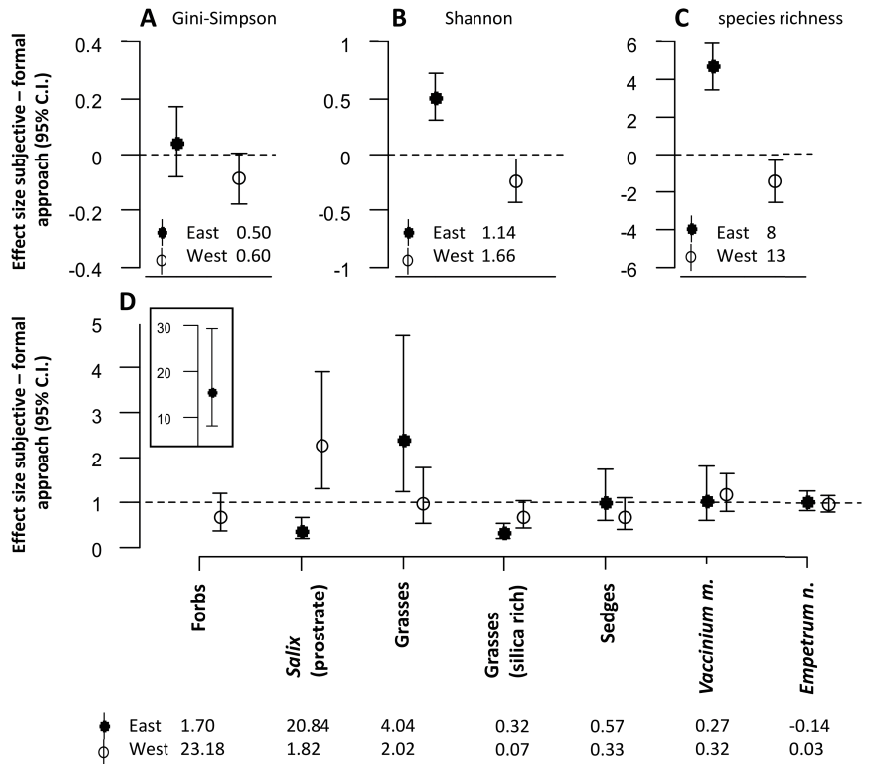 A Gini-Simpson
B Shannon
C species richness
Effect size subjective – formal
approach (95% C.I.)
0.4
0.2
0
-0.2
-0.4
East 0.50
West 0.60
1
0.5
0
-0.5
-1
East 1.14
West 1.66
6
4
2
0
-2
-4
-6
East 8
West 13
D
Effect size subjective – formal
approach (95% C.I.)
5
4
3
2
1
0
30
20
10
Forbs
Salix
(prostrate)
Grasses
Grasses
(silica rich)
Sedges
Vaccinium m.
Empetrum n.
East 1.70 20.84 4.04 0.32 0.57 0.27 -0.14
West 23.18 1.82 2.02 0.07 0.33 0.32 0.03